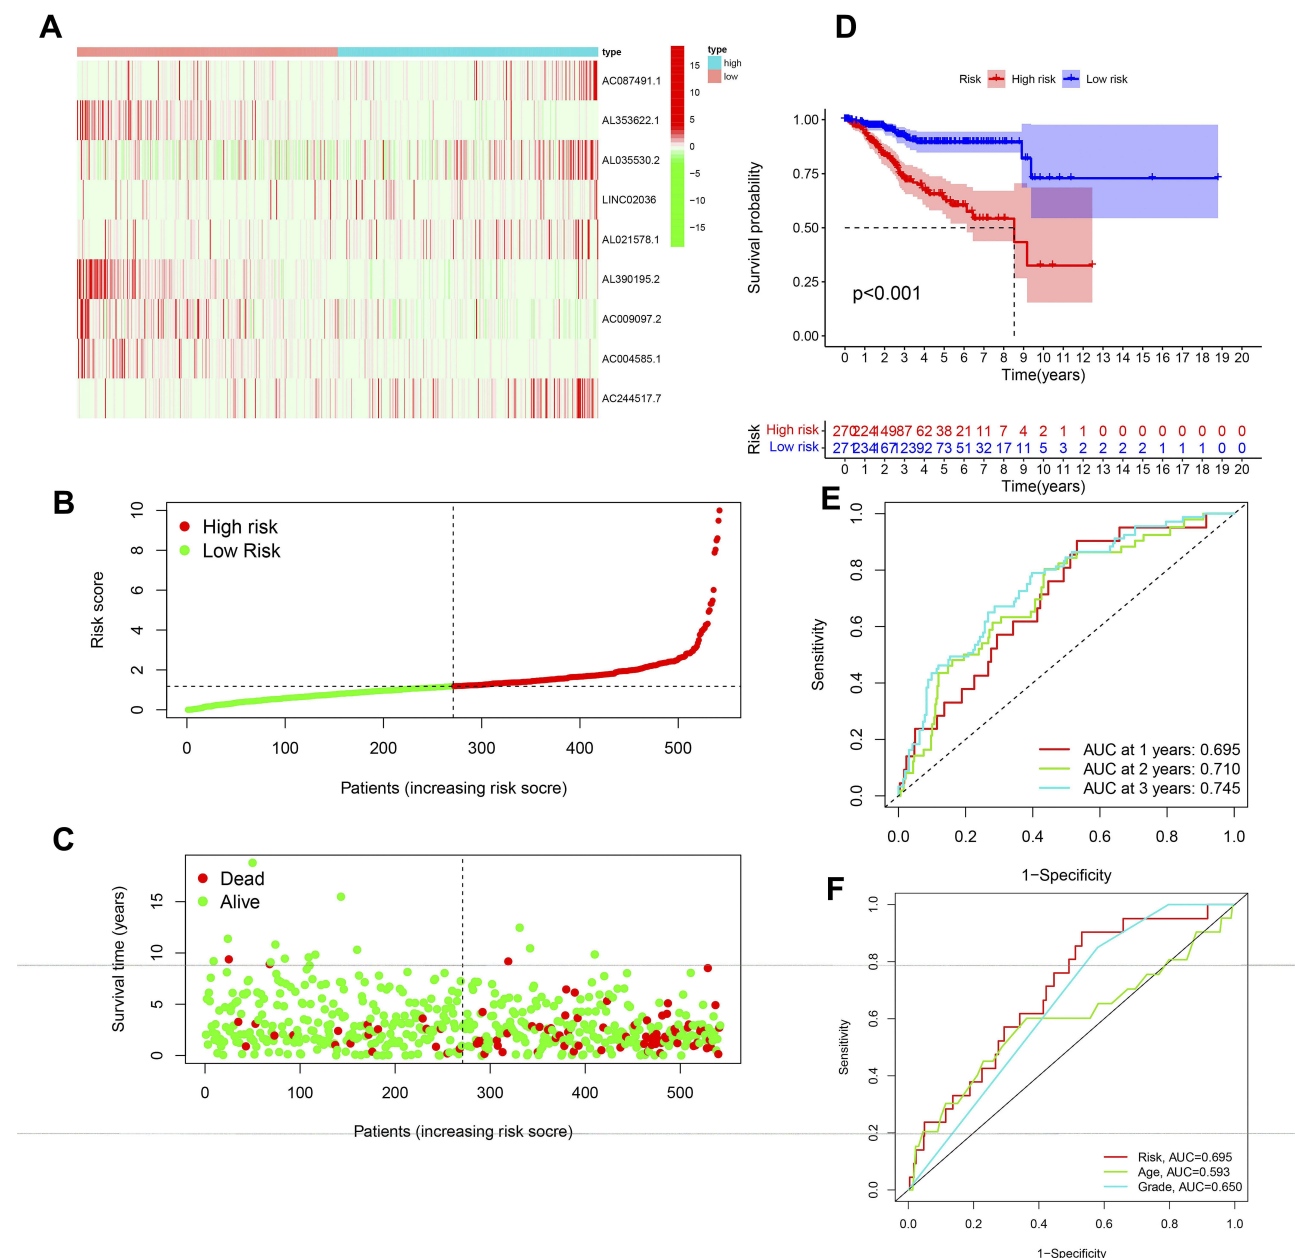 A
type
AC087491.1
AL353622.1
AL035530.2
LINC02036
AL021578.1
AL390195.2
AC009097.2
AC004585.1
AC244517.7
15
10
5
0
−5
−10
−15
type
high
low
D
Risk High risk Low risk
Survival probability
1.00
0.75
0.50
0.25
0.00
p<0.001
0 1 2 3 4 5 6 7 8 9 10 11 12 13 14 15 16 17 18 19 20
Time(years)
Risk
High risk 270 224 149 87 62 38 21 11 7 4 2 1 1 0 0 0 0 0 0 0 0
Low risk 271 234 167 123 92 73 51 32 17 11 5 3 2 2 2 2 1 1 1 0 0
0 1 2 3 4 5 6 7 8 9 10 11 12 13 14 15 16 17 18 19 20
Time(years)
B
Risk score
10
8
6
4
2
0
High risk
Low Risk
0 100 200 300 400 500
Patients (increasing risk socre)
E
Sensitivity
1.0
0.8
0.6
0.4
0.2
0.0
AUC at 1 years: 0.695
AUC at 2 years: 0.710
AUC at 3 years: 0.745
0.0 0.2 0.4 0.6 0.8 1.0
1−Specificity
C
Survival time (years)
15
10
5
0
Dead
Alive
0 100 200 300 400 500
Patients (increasing risk socre)
F
Sensitivity
1.0
0.8
0.6
0.4
0.2
0.0
Risk, AUC=0.695
Age, AUC=0.593
Grade, AUC=0.650
0.0 0.2 0.4 0.6 0.8 1.0
1−Specificity